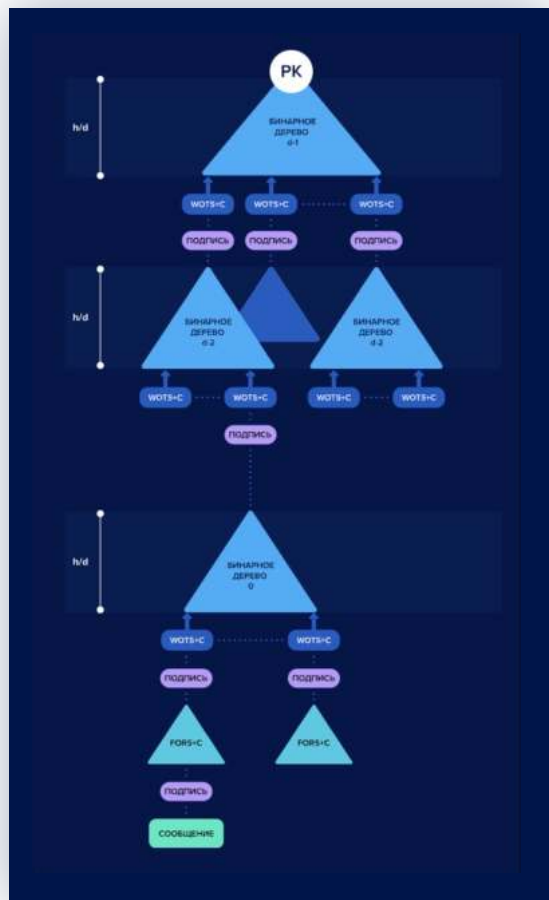 PK
h/d
БИНАРНОЕ
ДЕРЕВО
d-1
WOTS+C WOTS+C WOTS+C
ПОДПИСЬ ПОДПИСЬ ПОДПИСЬ
h/d
БИНАРНОЕ
ДЕРЕВО
d-2
БИНАРНОЕ
ДЕРЕВО
d-2
WOTS+C WOTS+C WOTS+C WOTS+C
ПОДПИСЬ
h/d
БИНАРНОЕ
ДЕРЕВО
0
WOTS+C WOTS+C
ПОДПИСЬ ПОДПИСЬ
FORS+C FORS+C
ПОДПИСЬ
СООБЩЕНИЕ